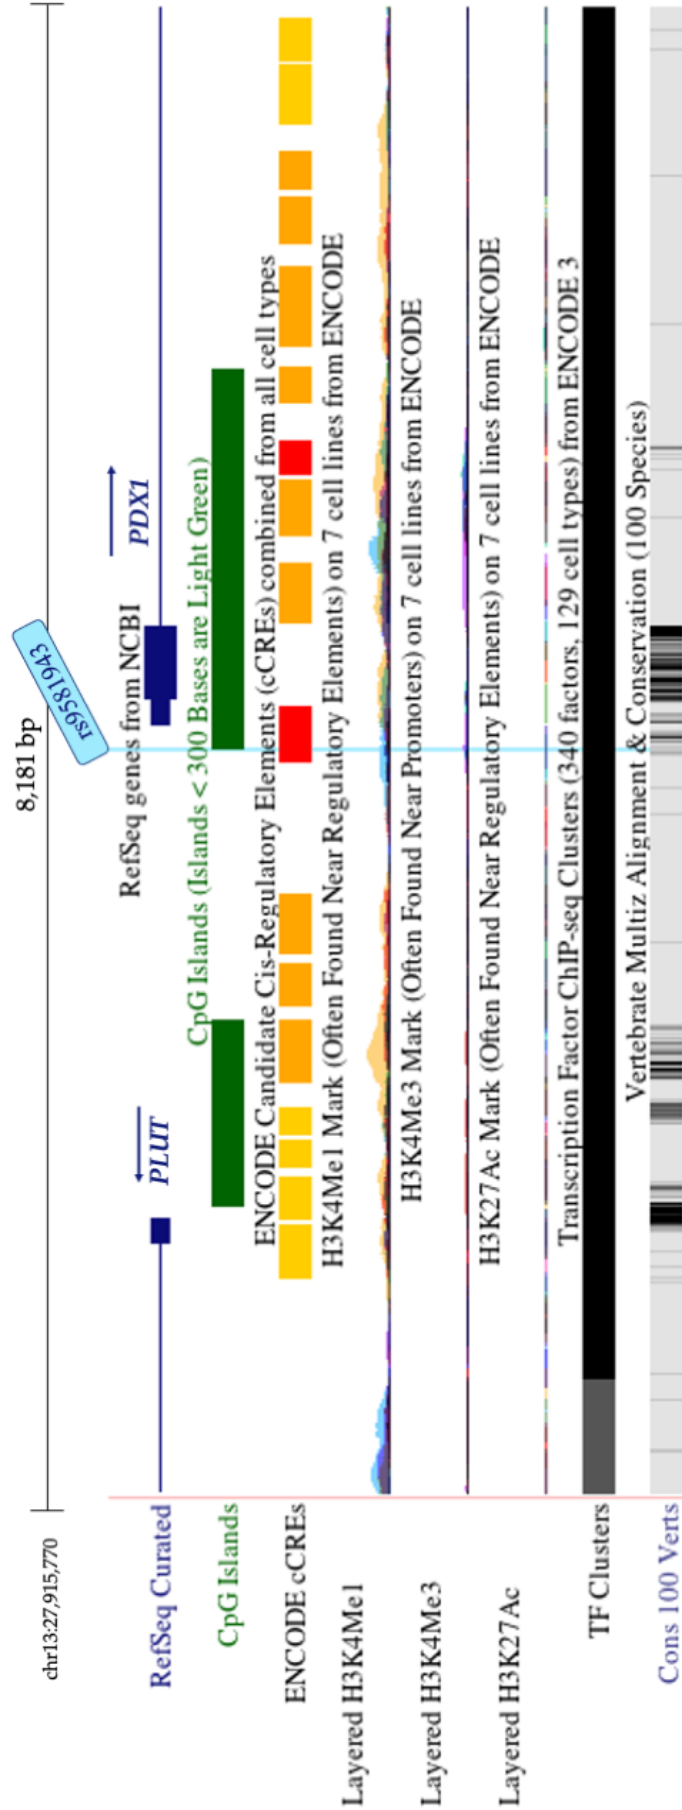 chr13:27,915,770
8,181 bp
rs9581943
RefSeq genes from NCBI
RefSeq Curated
PLUT
PDX1
CpG Islands (Islands < 300 Bases are Light Green)
CpG Islands
ENCODE Candidate Cis-Regulatory Elements (cCREs) combined from all cell types
ENCODE cCREs
H3K4Me1 Mark (Often Found Near Regulatory Elements) on 7 cell lines from ENCODE
Layered H3K4Me1
H3K4Me3 Mark (Often Found Near Promoters) on 7 cell lines from ENCODE
Layered H3K4Me3
H3K27Ac Mark (Often Found Near Regulatory Elements) on 7 cell lines from ENCODE
Layered H3K27Ac
Transcription Factor ChIP-seq Clusters (340 factors, 129 cell types) from ENCODE 3
TF Clusters
Vertebrate Multiz Alignment & Conservation (100 Species)
Cons 100 Verts